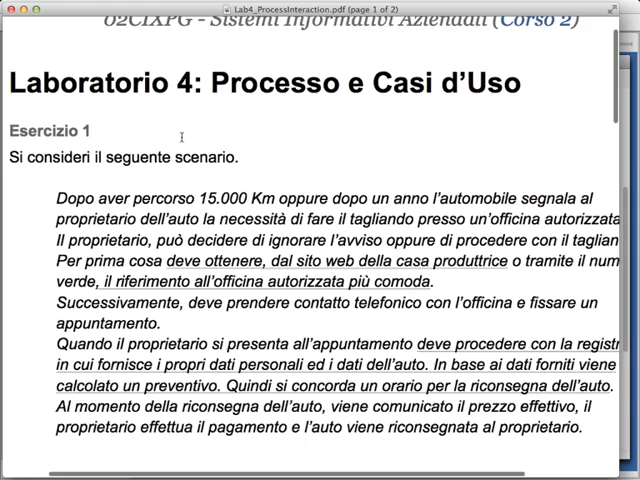 Lab4_ProcessInteraction.pdf (page 1 of 2)
02CIXPG - Sistemi Informativi Aziendali (Corso 2)
Laboratorio 4: Processo e Casi d'Uso
Esercizio 1
Si consideri il seguente scenario.
Dopo aver percorso 15.000 Km oppure dopo un anno l'automobile segnala al
proprietario dell'auto la necessità di fare il tagliando presso un'officina autorizzata
Il proprietario, può decidere di ignorare l'avviso oppure di procedere con il taglian
Per prima cosa deve ottenere, dal sito web della casa produttrice o tramite il num
verde, il riferimento all'officina autorizzata più comoda.
Successivamente, deve prendere contatto telefonico con l'officina e fissare un
appuntamento.
Quando il proprietario si presenta all'appuntamento deve procedere con la registr
in cui fornisce i propri dati personali ed i dati dell'auto. In base ai dati forniti viene
calcolato un preventivo. Quindi si concorda un orario per la riconsegna dell'auto.
Al momento della riconsegna dell'auto, viene comunicato il prezzo effettivo, il
proprietario effettua il pagamento e l'auto viene riconsegnata al proprietario.